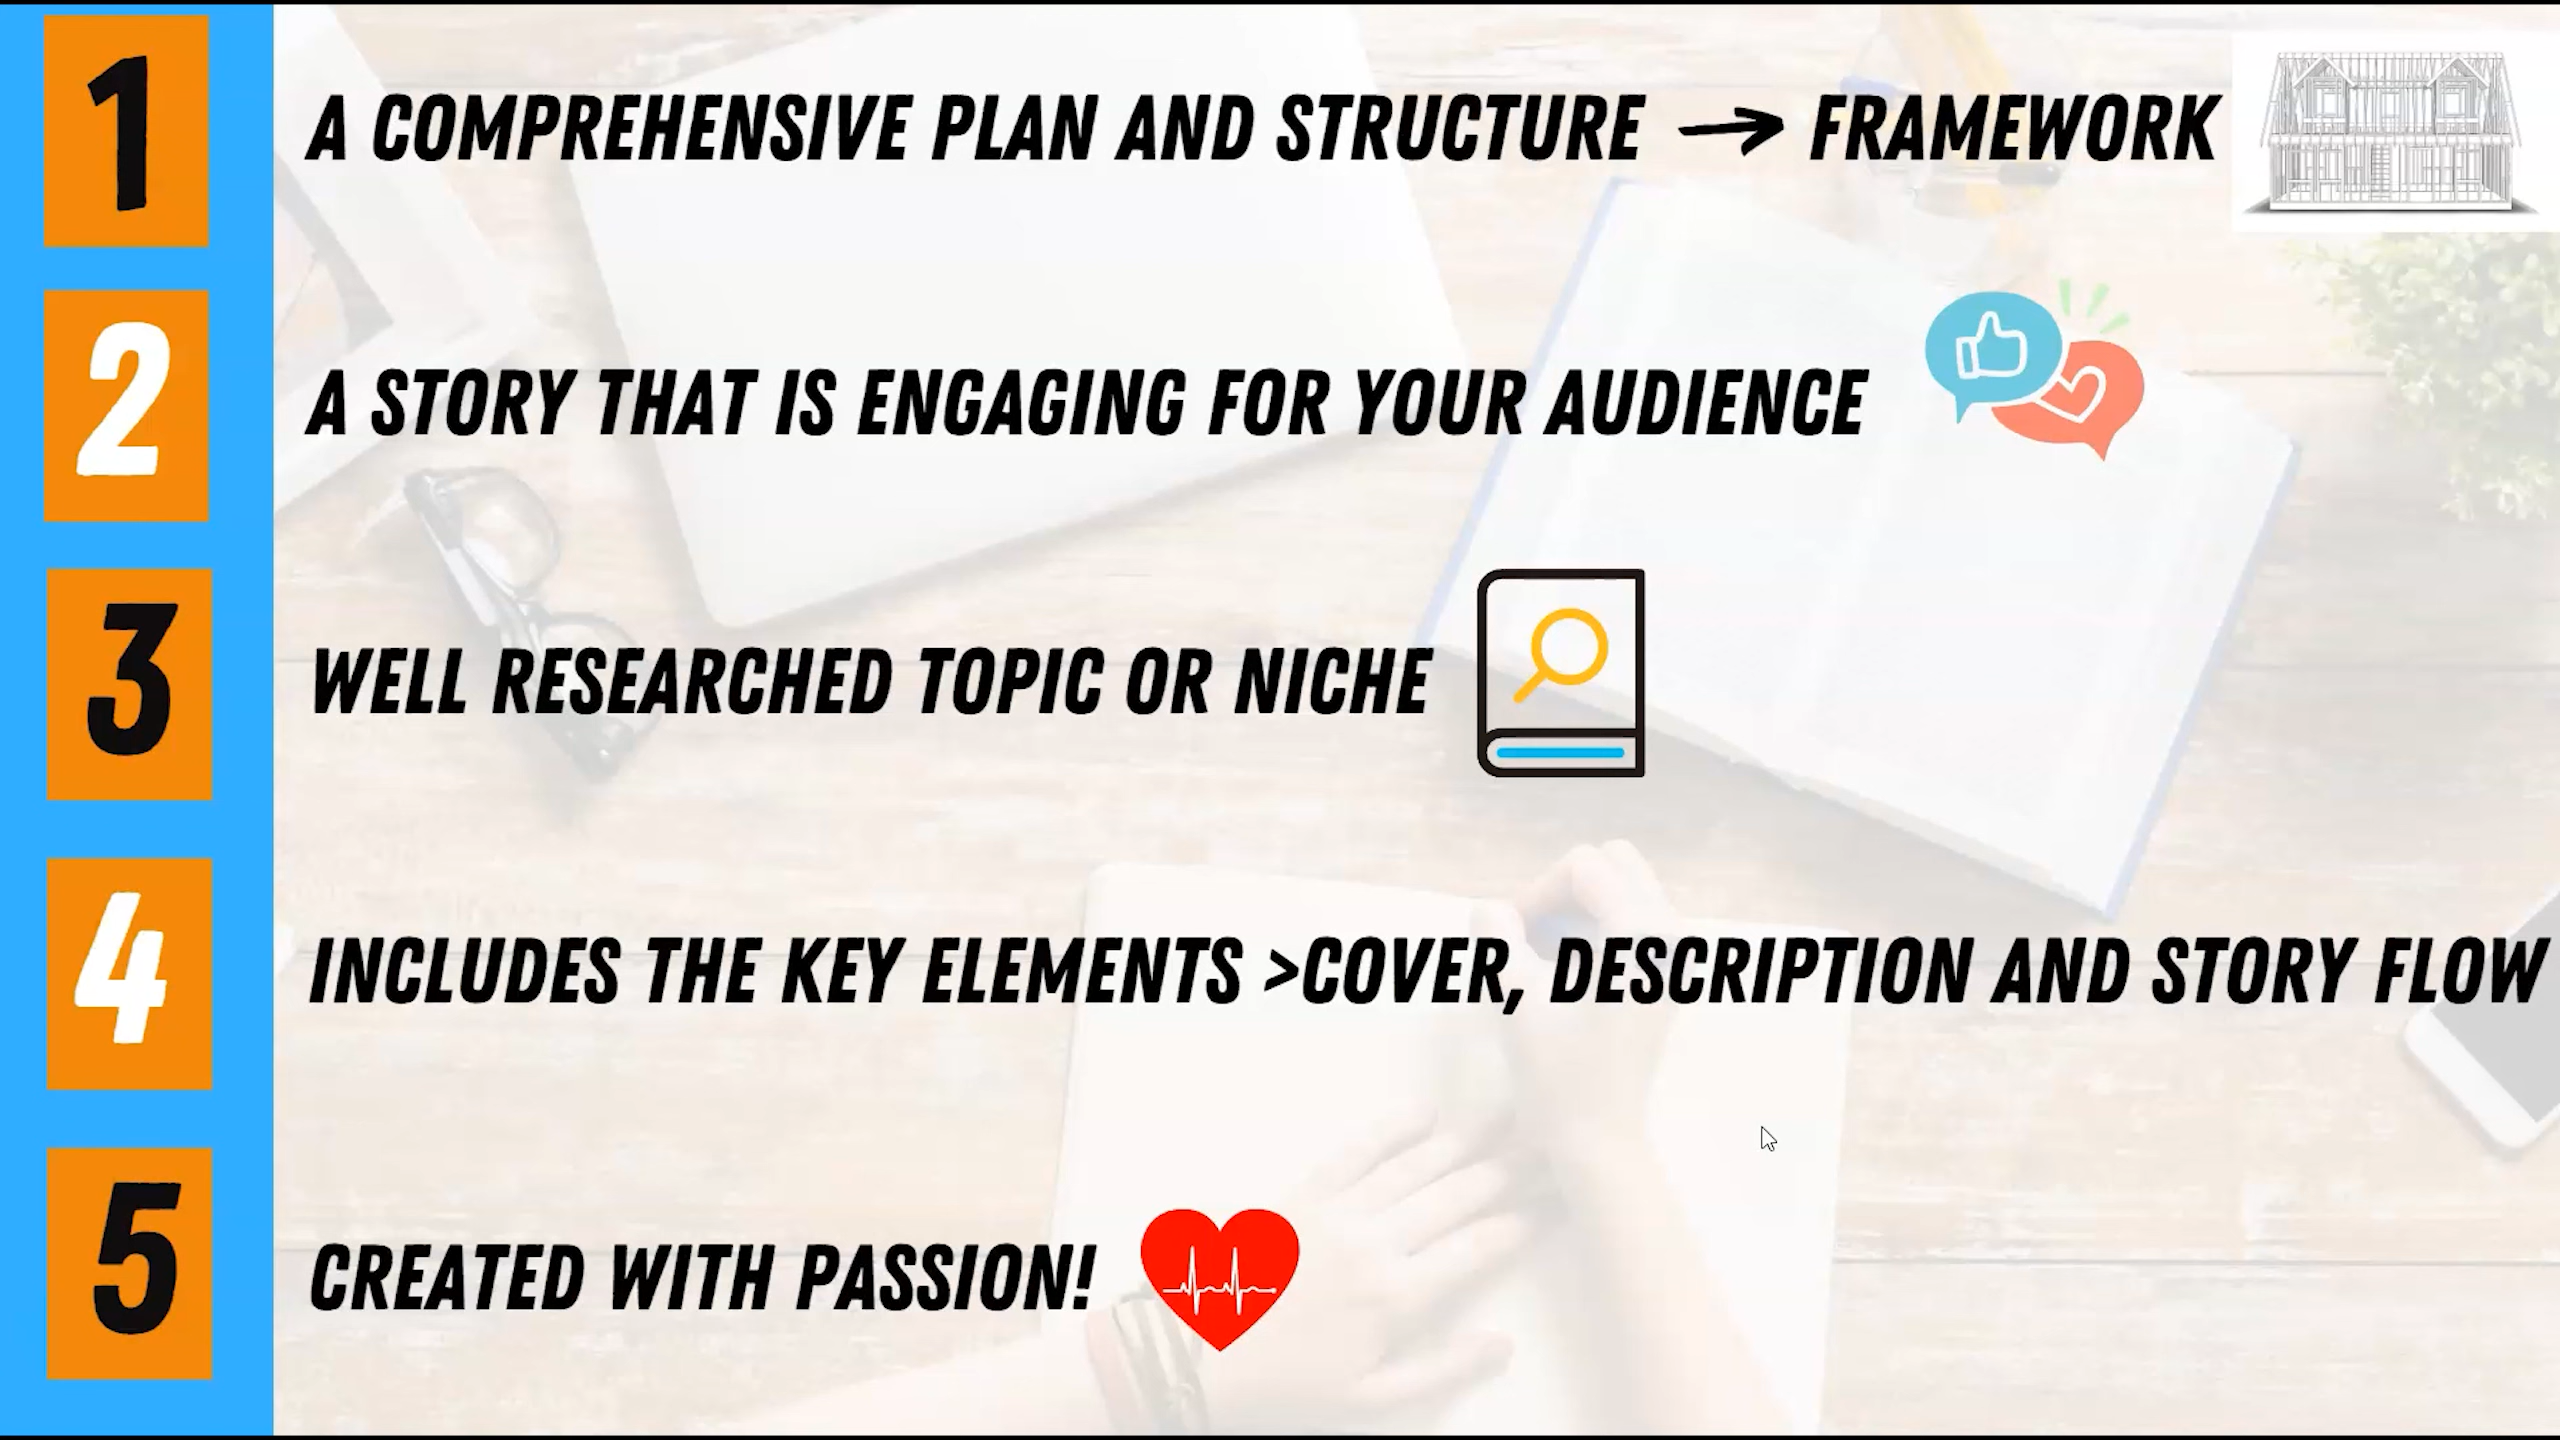 1
A COMPREHENSIVE PLAN AND STRUCTURE → FRAMEWORK
2
A STORY THAT IS ENGAGING FOR YOUR AUDIENCE
3
WELL RESEARCHED TOPIC OR NICHE
4
INCLUDES THE KEY ELEMENTS >COVER, DESCRIPTION AND STORY FLOW
5
CREATED WITH PASSION!